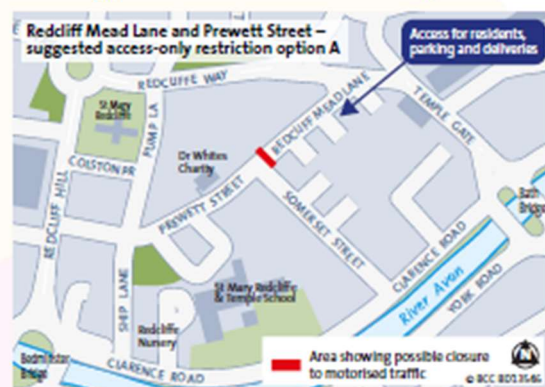 Redcliff Mead Lane and Prewett Street –
suggested access-only restriction option A
Access for residents,
parking and deliveries
REDCLIFFE WAY
REDCLIFF MEAD LANE
TEMPLE GATE
St Mary
Redcliffe
PUMP LA
COLSTON PR
Dr Whites
Charity
REDCLIFF HILL
PREWETT STREET
SOMERSET STREET
Bath
Bridge
CLARENCE ROAD
River Avon
YORK ROAD
SHIP LANE
St Mary Redcliffe
& Temple School
Redcliffe
Nursery
Bedminster
Bridge
CLARENCE ROAD
Area showing possible closure
to motorised traffic